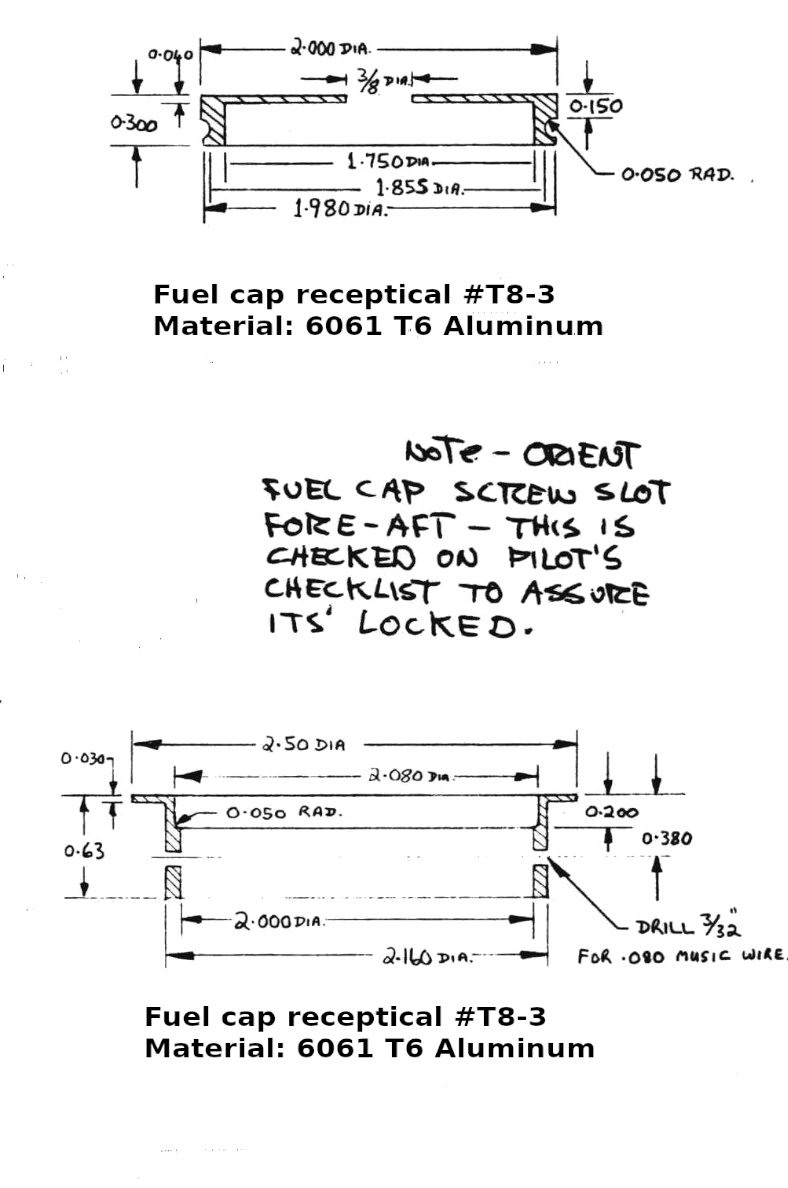 2.000 DIA.
0.040
3/8 DIA.
0.150
0.300
1.750 DIA.
0.050 RAD.
1.855 DIA.
1.980 DIA.
Fuel cap receptical #T8-3
Material: 6061 T6 Aluminum
NOTE - ORIENT
FUEL CAP SCREW SLOT
FORE-AFT - THIS IS
CHECKED ON PILOT'S
CHECKLIST TO ASSURE
ITS' LOCKED.
2.50 DIA
0.030
2.080 DIA.
0.050 RAD.
0.200
0.380
0.63
2.000 DIA.
DRILL 3/32"
2.160 DIA.
FOR .080 MUSIC WIRE.
Fuel cap receptical #T8-3
Material: 6061 T6 Aluminum